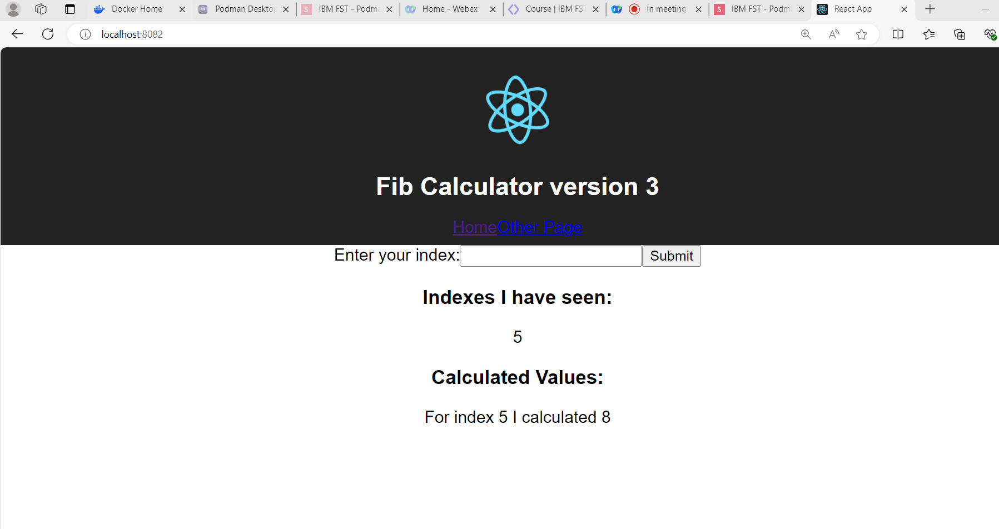 Docker Home
Podman Desktop
IBM FST - Podma
Home - Webex
Course | IBM FST
In meeting
IBM FST - Podm
React App
localhost:8082
Fib Calculator version 3
HomeOther Page
Enter your index: Submit
Indexes I have seen:
5
Calculated Values:
For index 5 I calculated 8